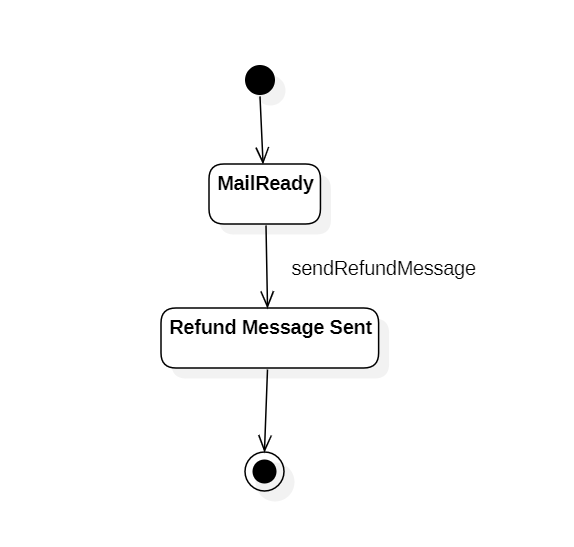 MailReady
sendRefundMessage
Refund Message Sent